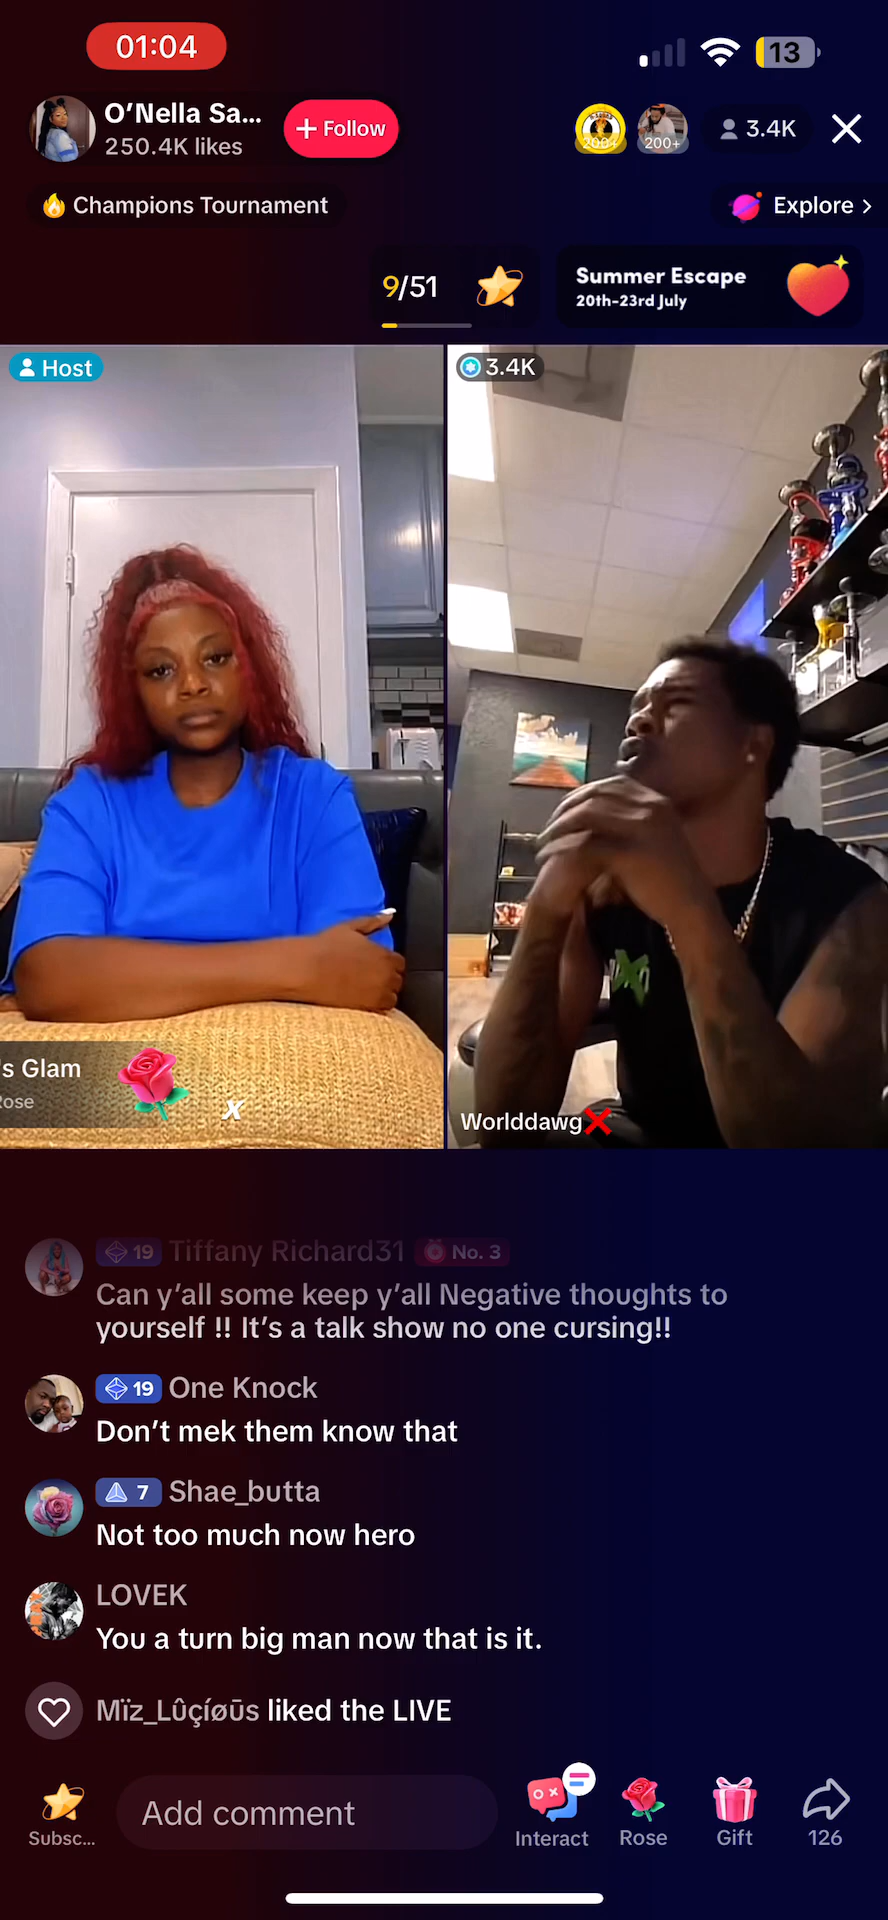 01:04
13
O’Nella Sa...
250.4K likes
+ Follow
200+
200+
3.4K
Champions Tournament
Explore >
9/51
Summer Escape
20th-23rd July
Host
3.4K
's Glam
Rose
x
Worlddawg❌
19 Tiffany Richard31 No. 3
Can y’all some keep y’all Negative thoughts to
yourself !! It’s a talk show no one cursing!!
19 One Knock
Don’t mek them know that
7 Shae_butta
Not too much now hero
LOVEK
You a turn big man now that is it.
Mïz_Lûçíøūs liked the LIVE
Subsc...
Add comment
Interact
Rose
Gift
126